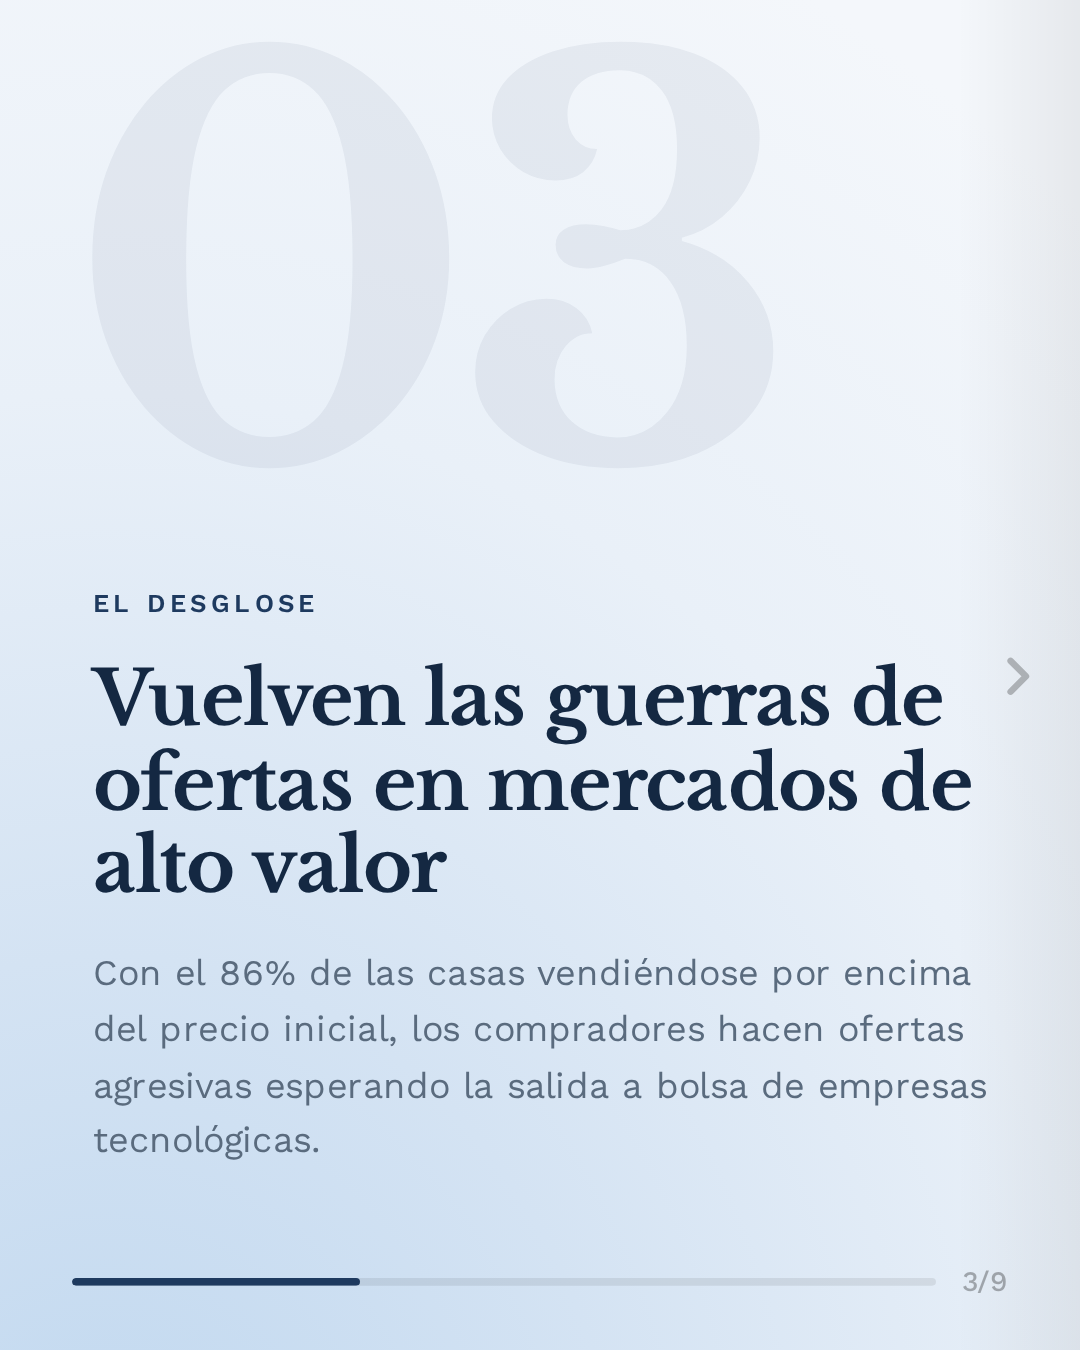 03
EL DESGLOSE
Vuelven las guerras de
ofertas en mercados de
alto valor
Con el 86% de las casas vendiéndose por encima
del precio inicial, los compradores hacen ofertas
agresivas esperando la salida a bolsa de empresas
tecnológicas.
3/9